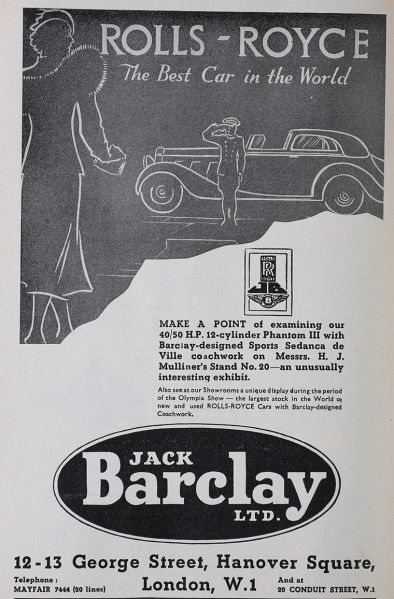 ROLLS-ROYCE
The Best Car in the World
ROLLS
RR
ROYCE
J.B.
B
MAKE A POINT of examining our
40/50 H.P. 12-cylinder Phantom III with
Barclay-designed Sports Sedanca de
Ville coachwork on Messrs. H. J.
Mulliner's Stand No. 20—an unusually
interesting exhibit.
Also see at our Showrooms a unique display during the period
of the Olympia Show — the largest stock in the World of
new and used ROLLS-ROYCE Cars with Barclay-designed
Coachwork.
JACK
Barclay
LTD.
12-13 George Street, Hanover Square,
London, W.1
Telephone :
MAYFAIR 7444 (20 lines)
And at
20 CONDUIT STREET, W.1